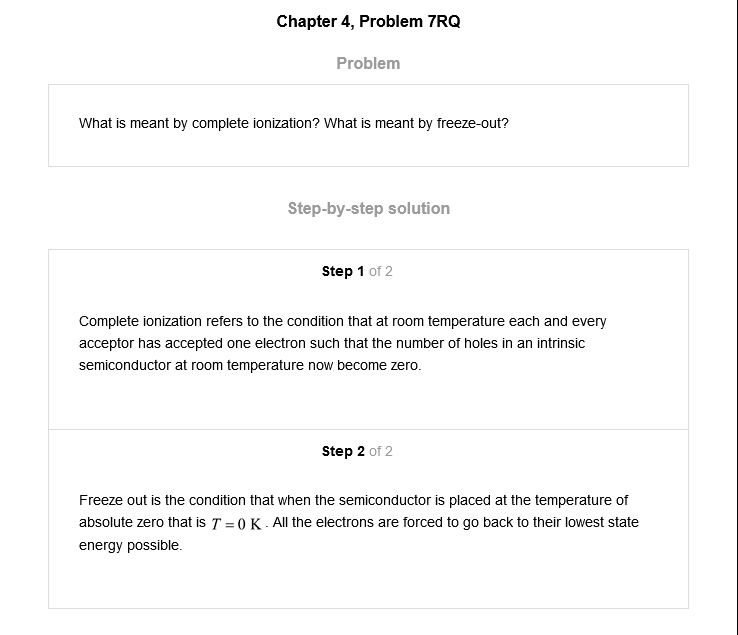 Chapter 4, Problem 7RQ
Problem
What is meant by complete ionization? What is meant by freeze-out?
Step-by-step solution
Step 1 of 2
Complete ionization refers to the condition that at room temperature each and every
acceptor has accepted one electron such that the number of holes in an intrinsic
semiconductor at room temperature now become zero.
Step 2 of 2
Freeze out is the condition that when the semiconductor is placed at the temperature of
absolute zero that is T = 0 K . All the electrons are forced to go back to their lowest state
energy possible.